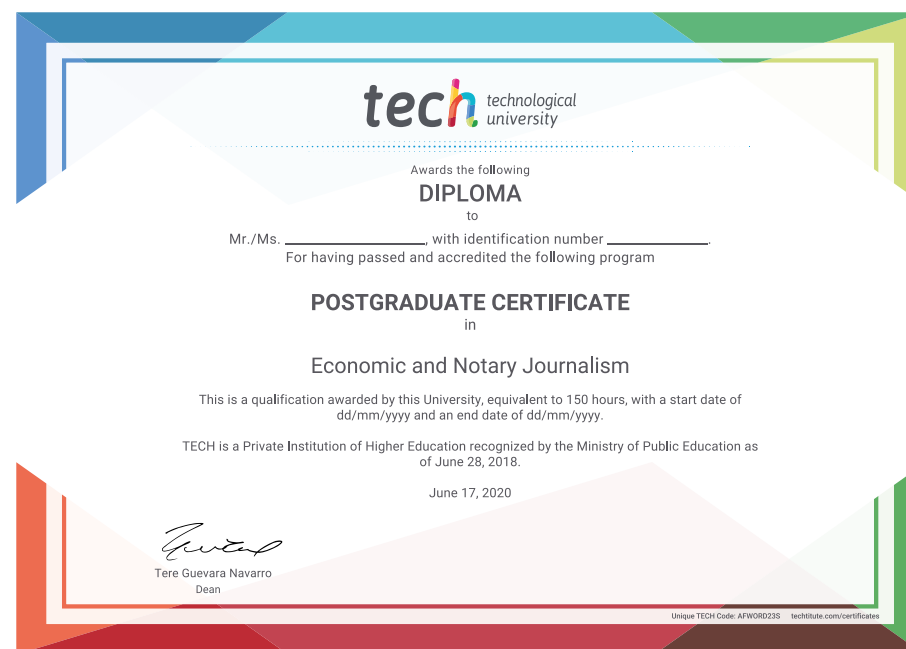 tech technological
university
Awards the following
DIPLOMA
to
Mr./Ms. ________________, with identification number ____________.
For having passed and accredited the following program
POSTGRADUATE CERTIFICATE
in
Economic and Notary Journalism
This is a qualification awarded by this University, equivalent to 150 hours, with a start date of
dd/mm/yyyy and an end date of dd/mm/yyyy.
TECH is a Private Institution of Higher Education recognized by the Ministry of Public Education as
of June 28, 2018.
June 17, 2020
Tere Guevara Navarro
Dean
Unique TECH Code: AFWORD23S techtitute.com/certificates